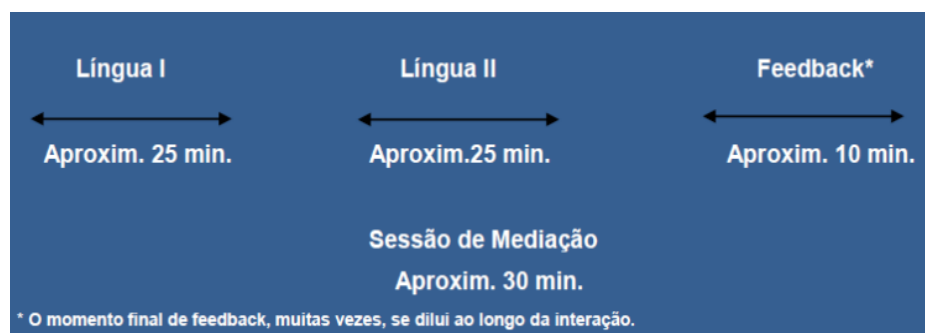 Língua I Língua II Feedback*
Aproxim. 25 min. Aproxim.25 min. Aproxim. 10 min.
Sessão de Mediação
Aproxim. 30 min.
* O momento final de feedback, muitas vezes, se dilui ao longo da interação.